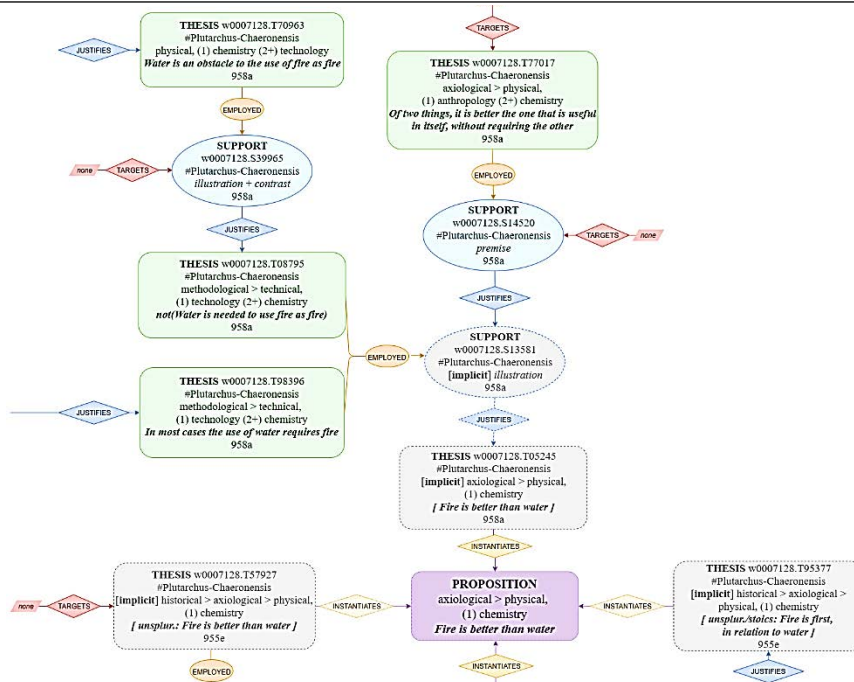 THESIS w0007128.T70963
#Plutarchus-Chaeronensis
physical, (1) chemistry (2+) technology
Water is an obstacle to the use of fire as fire
958a
JUSTIFIES
EMPLOYED
SUPPORT
w0007128.S39965
#Plutarchus-Chaeronensis
illustration + contrast
958a
none
TARGETS
JUSTIFIES
THESIS w0007128.T08795
#Plutarchus-Chaeronensis
methodological > technical,
(1) technology (2+) chemistry
not(Water is needed to use fire as fire)
958a
JUSTIFIES
THESIS w0007128.T98396
#Plutarchus-Chaeronensis
methodological > technical,
(1) technology (2+) chemistry
In most cases the use of water requires fire
958a
EMPLOYED
TARGETS
THESIS w0007128.T77017
#Plutarchus-Chaeronensis
axiological > physical,
(1) anthropology (2+) chemistry
Of two things, it is better the one that is useful
in itself, without requiring the other
958a
EMPLOYED
SUPPORT
w0007128.S14520
#Plutarchus-Chaeronensis
premise
958a
TARGETS
none
JUSTIFIES
SUPPORT
w0007128.S13581
#Plutarchus-Chaeronensis
[implicit] illustration
958a
JUSTIFIES
THESIS w0007128.T05245
#Plutarchus-Chaeronensis
[implicit] axiological > physical,
(1) chemistry
[ Fire is better than water ]
958a
INSTANTIATES
none
TARGETS
THESIS w0007128.T57927
#Plutarchus-Chaeronensis
[implicit] historical > axiological > physical,
(1) chemistry
[ unsplur.: Fire is better than water ]
955e
EMPLOYED
INSTANTIATES
PROPOSITION
axiological > physical,
(1) chemistry
Fire is better than water
INSTANTIATES
INSTANTIATES
THESIS w0007128.T95377
#Plutarchus-Chaeronensis
[implicit] historical > axiological >
physical, (1) chemistry
[ unsplur./stoics: Fire is first,
in relation to water ]
955e
JUSTIFIES